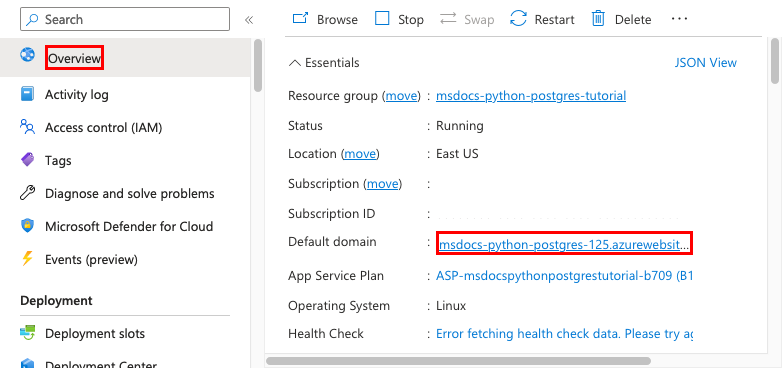 Search «
Browse Stop Swap Restart Delete ...
Overview
Activity log
Access control (IAM)
Tags
Diagnose and solve problems
Microsoft Defender for Cloud
Events (preview)
Deployment
Deployment slots
Deployment Center
Essentials JSON View
Resource group (move) : msdocs-python-postgres-tutorial
Status : Running
Location (move) : East US
Subscription (move) :
Subscription ID :
Default domain : msdocs-python-postgres-125.azurewebsit...
App Service Plan : ASP-msdocspythonpostgrestutorial-b709 (B1
Operating System : Linux
Health Check : Error fetching health check data. Please try ag